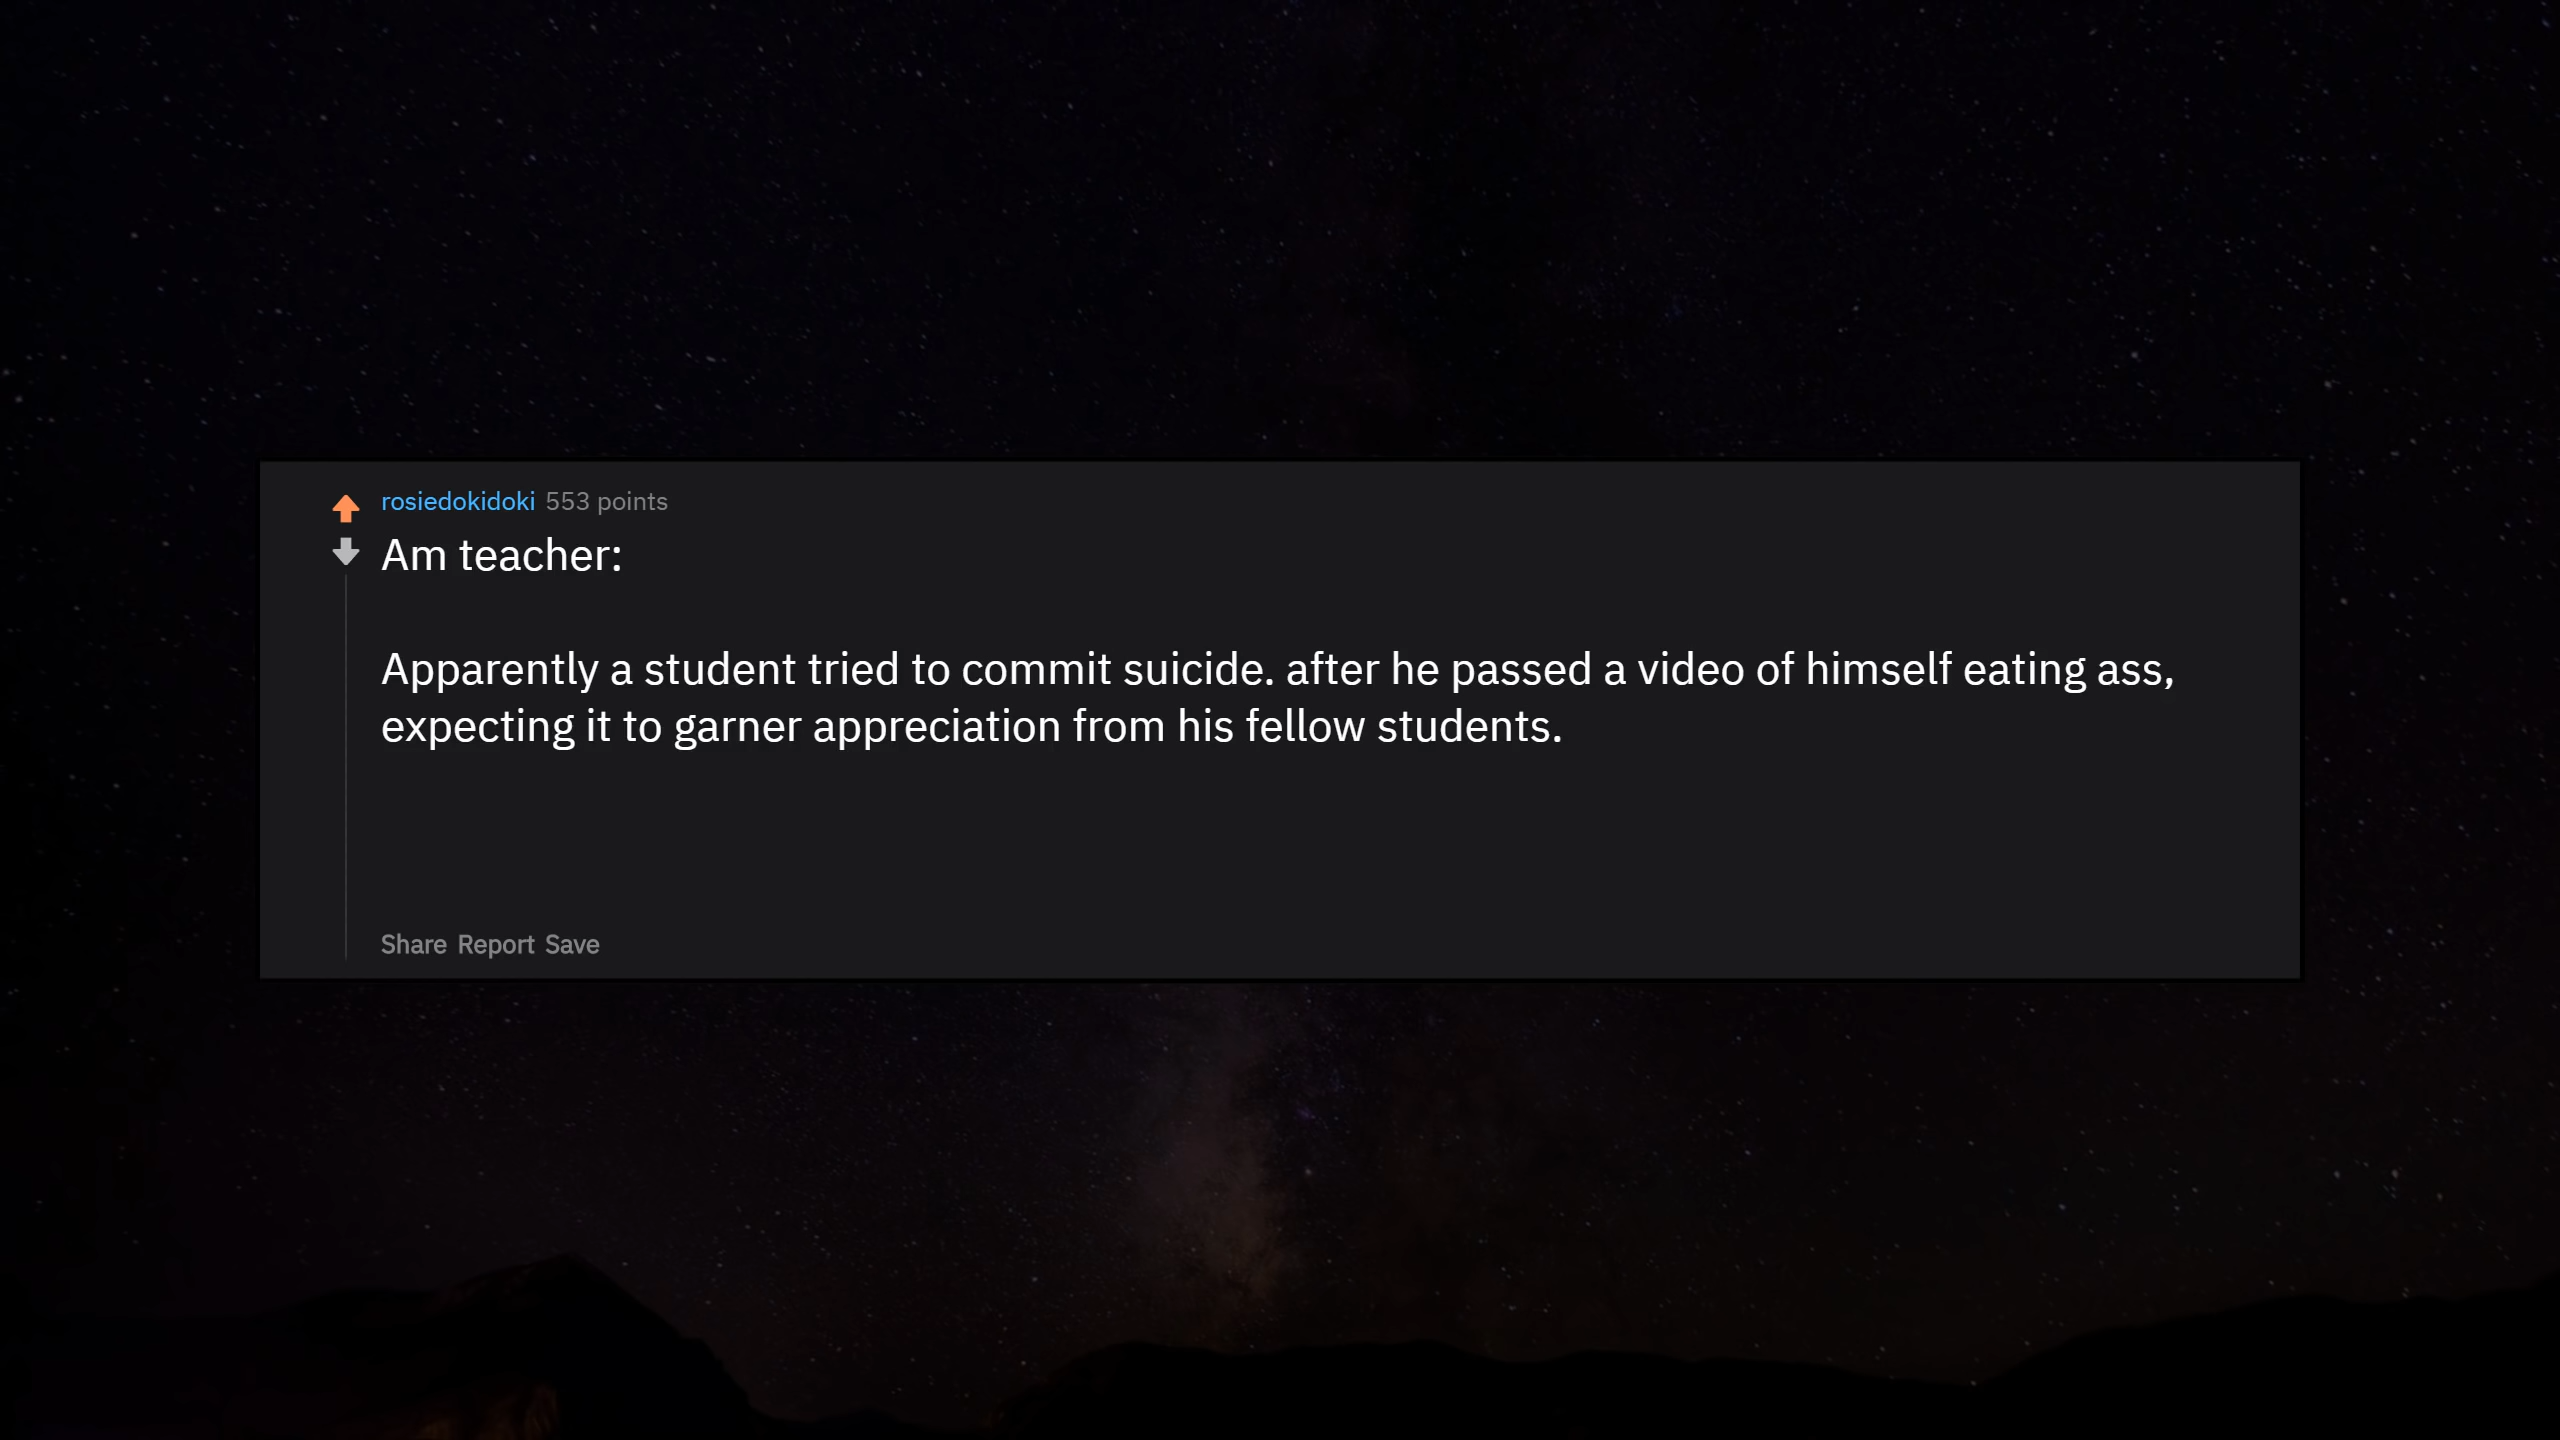 rosiedokidoki 553 points
Am teacher:
Apparently a student tried to commit suicide. after he passed a video of himself eating ass,
expecting it to garner appreciation from his fellow students.
Share Report Save